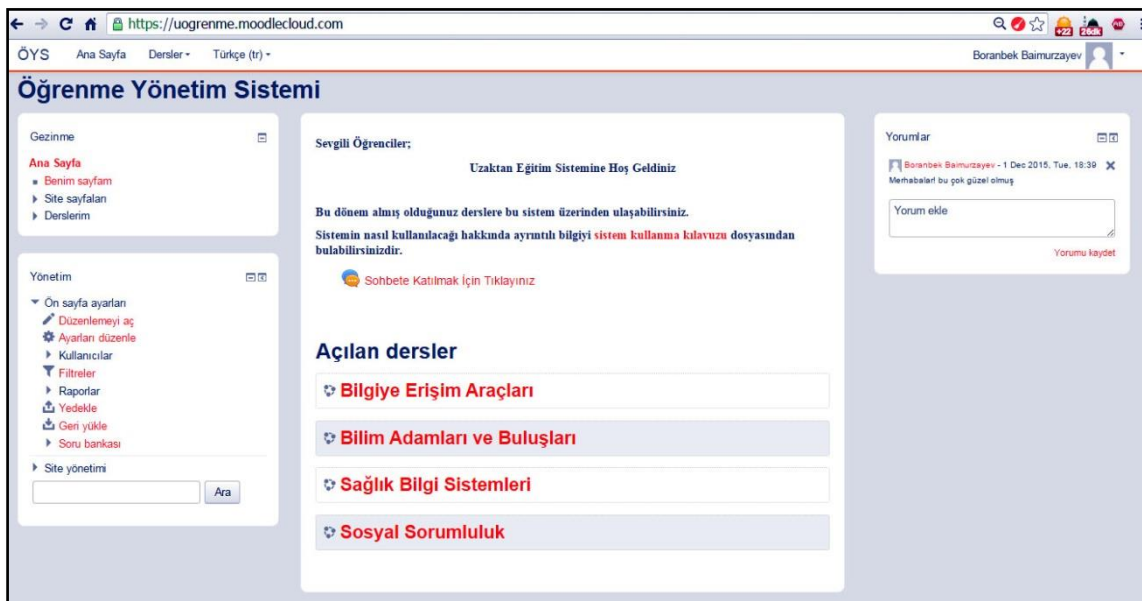 https://uogrenme.moodlecloud.com
+22
26dk
ÖYS Ana Sayfa Dersler Türkçe (tr)
Boranbek Baimurzayev
Öğrenme Yönetim Sistemi
Gezinme
Ana Sayfa
Benim sayfam
Site sayfaları
Derslerim
Yönetim
Ön sayfa ayarları
Düzenlemeyi aç
Ayarları düzenle
Kullanıcılar
Filtreler
Raporlar
Yedekle
Geri yükle
Soru bankası
Site yönetimi
Ara
Sevgili Öğrenciler;
Uzaktan Eğitim Sistemine Hoş Geldiniz
Bu dönem almış olduğunuz derslere bu sistem üzerinden ulaşabilirsiniz.
Sistemin nasıl kullanılacağı hakkında ayrıntılı bilgiyi sistem kullanma kılavuzu dosyasından
bulabilirsinizdir.
Sohbete Katılmak İçin Tıklayınız
Açılan dersler
Bilgiye Erişim Araçları
Bilim Adamları ve Buluşları
Sağlık Bilgi Sistemleri
Sosyal Sorumluluk
Yorumlar
Boranbek Baimurzayev - 1 Dec 2015, Tue, 18:39
Merhabalar! bu çok güzel olmuş
Yorum ekle
Yorumu kaydet